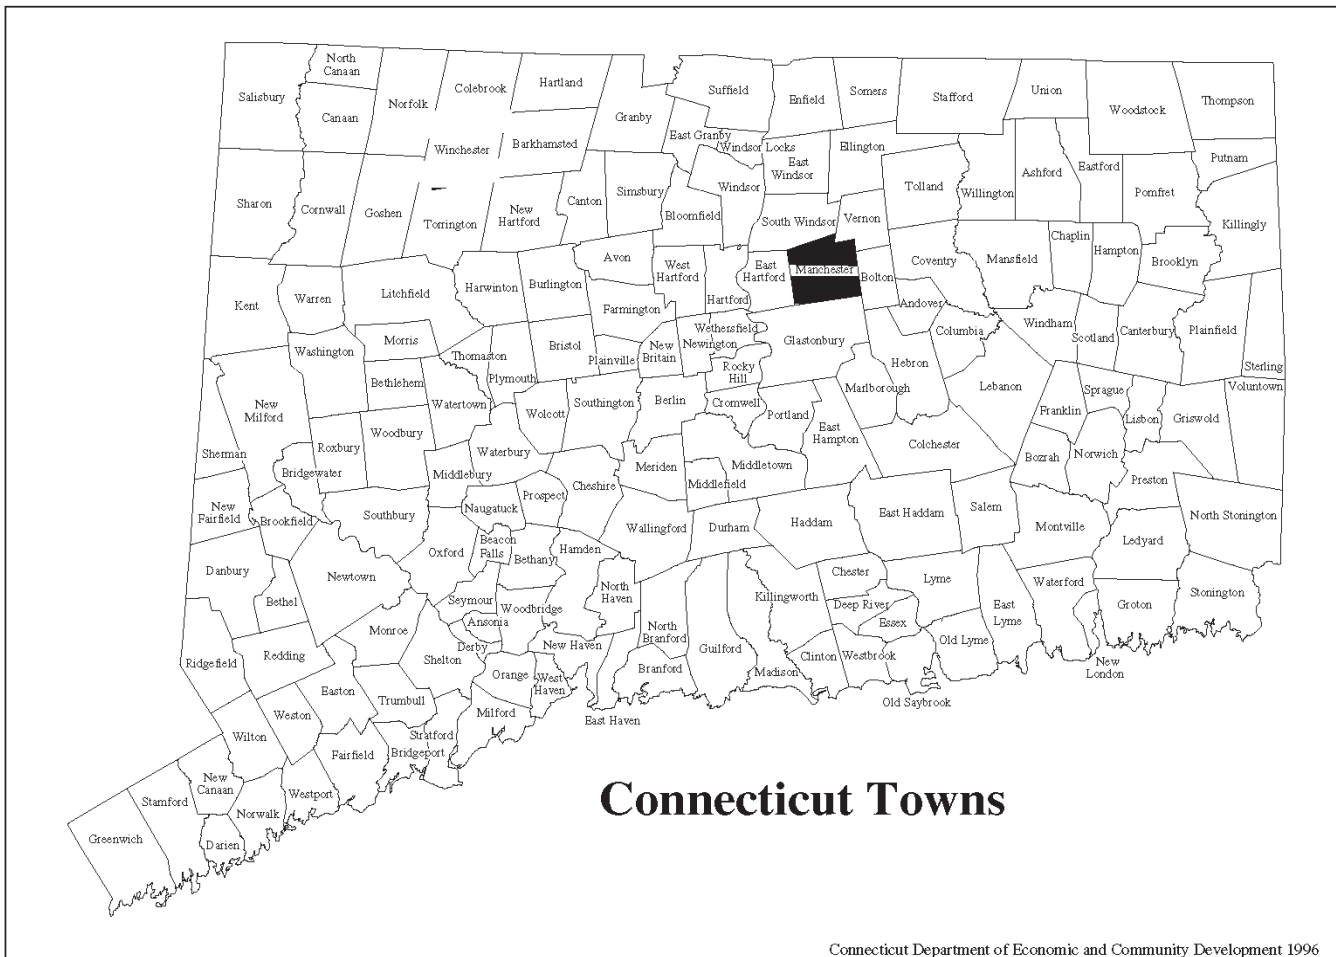 North
Canaan
Salisbury
Canaan
Norfolk
Colebrook
Hartland
Granby
Suffield
Enfield
Somers
Stafford
Union
Woodstock
Thompson
Winchester
Barkhamsted
East Granby
Windsor Locks
East
Windsor
Ellington
Tolland
Willington
Ashford
Eastford
Pomfret
Putnam
Killingly
Sharon
Cornwall
Goshen
Torrington
New
Hartford
Canton
Simsbury
Bloomfield
Windsor
South Windsor
Vernon
Coventry
Mansfield
Chaplin
Hampton
Brooklyn
Kent
Warren
Litchfield
Harwinton
Burlington
Avon
Farmington
West
Hartford
Hartford
East
Hartford
Manchester
Bolton
Andover
Columbia
Windham
Scotland
Canterbury
Plainfield
Sterling
Voluntown
Washington
Morris
Bethlehem
Thomaston
Plymouth
Bristol
Plainville
New
Britain
Newington
Wethersfield
Rocky
Hill
Glastonbury
Hebron
Marlborough
Lebanon
Franklin
Sprague
Lisbon
Griswold
New
Milford
Sherman
Roxbury
Woodbury
Watertown
Wolcott
Southington
Berlin
Cromwell
Portland
East
Hampton
Colchester
Bozrah
Norwich
Preston
Bridgewater
Waterbury
Middlebury
Cheshire
Meriden
Middletown
Middlefield
New
Fairfield
Brookfield
Southbury
Naugatuck
Prospect
Wallingford
Durham
Haddam
East Haddam
Salem
Montville
Ledyard
North Stonington
Danbury
Bethel
Newtown
Oxford
Beacon
Falls
Bethany
Hamden
North
Haven
Killingworth
Chester
Deep River
Essex
Lyme
East
Lyme
Waterford
Groton
Stonington
Ridgefield
Redding
Monroe
Seymour
Ansonia
Derby
Woodbridge
Shelton
New Haven
North
Branford
Branford
Guilford
Madison
Clinton
Westbrook
Old Lyme
New
London
Old Saybrook
East Haven
Orange
West
Haven
Milford
Easton
Trumbull
Weston
Wilton
Fairfield
Bridgeport
Stratford
New
Canaan
Stamford
Greenwich
Darien
Norwalk
Westport
Connecticut Towns
Connecticut Department of Economic and Community Development 1996